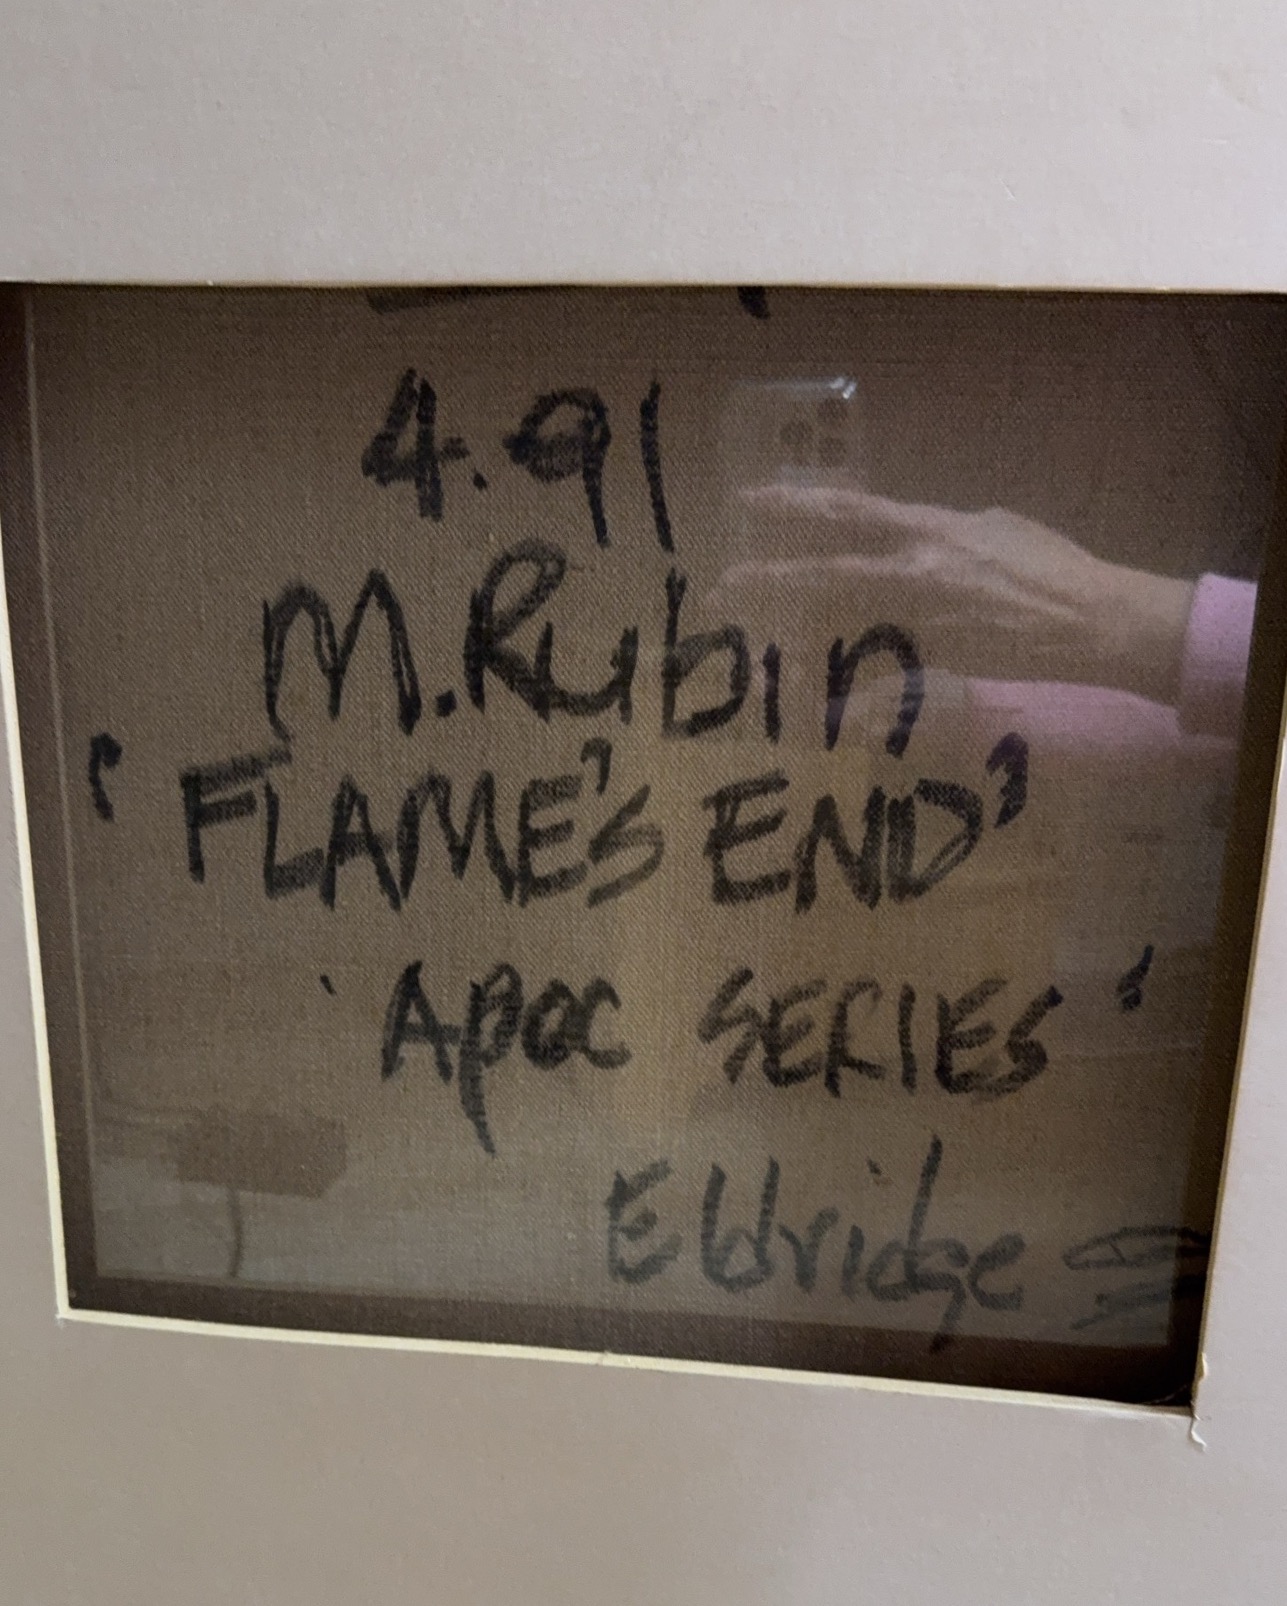 4.91
M. Rubin
'FLAME'S END'
'Apoc SERIES'
Eldridge